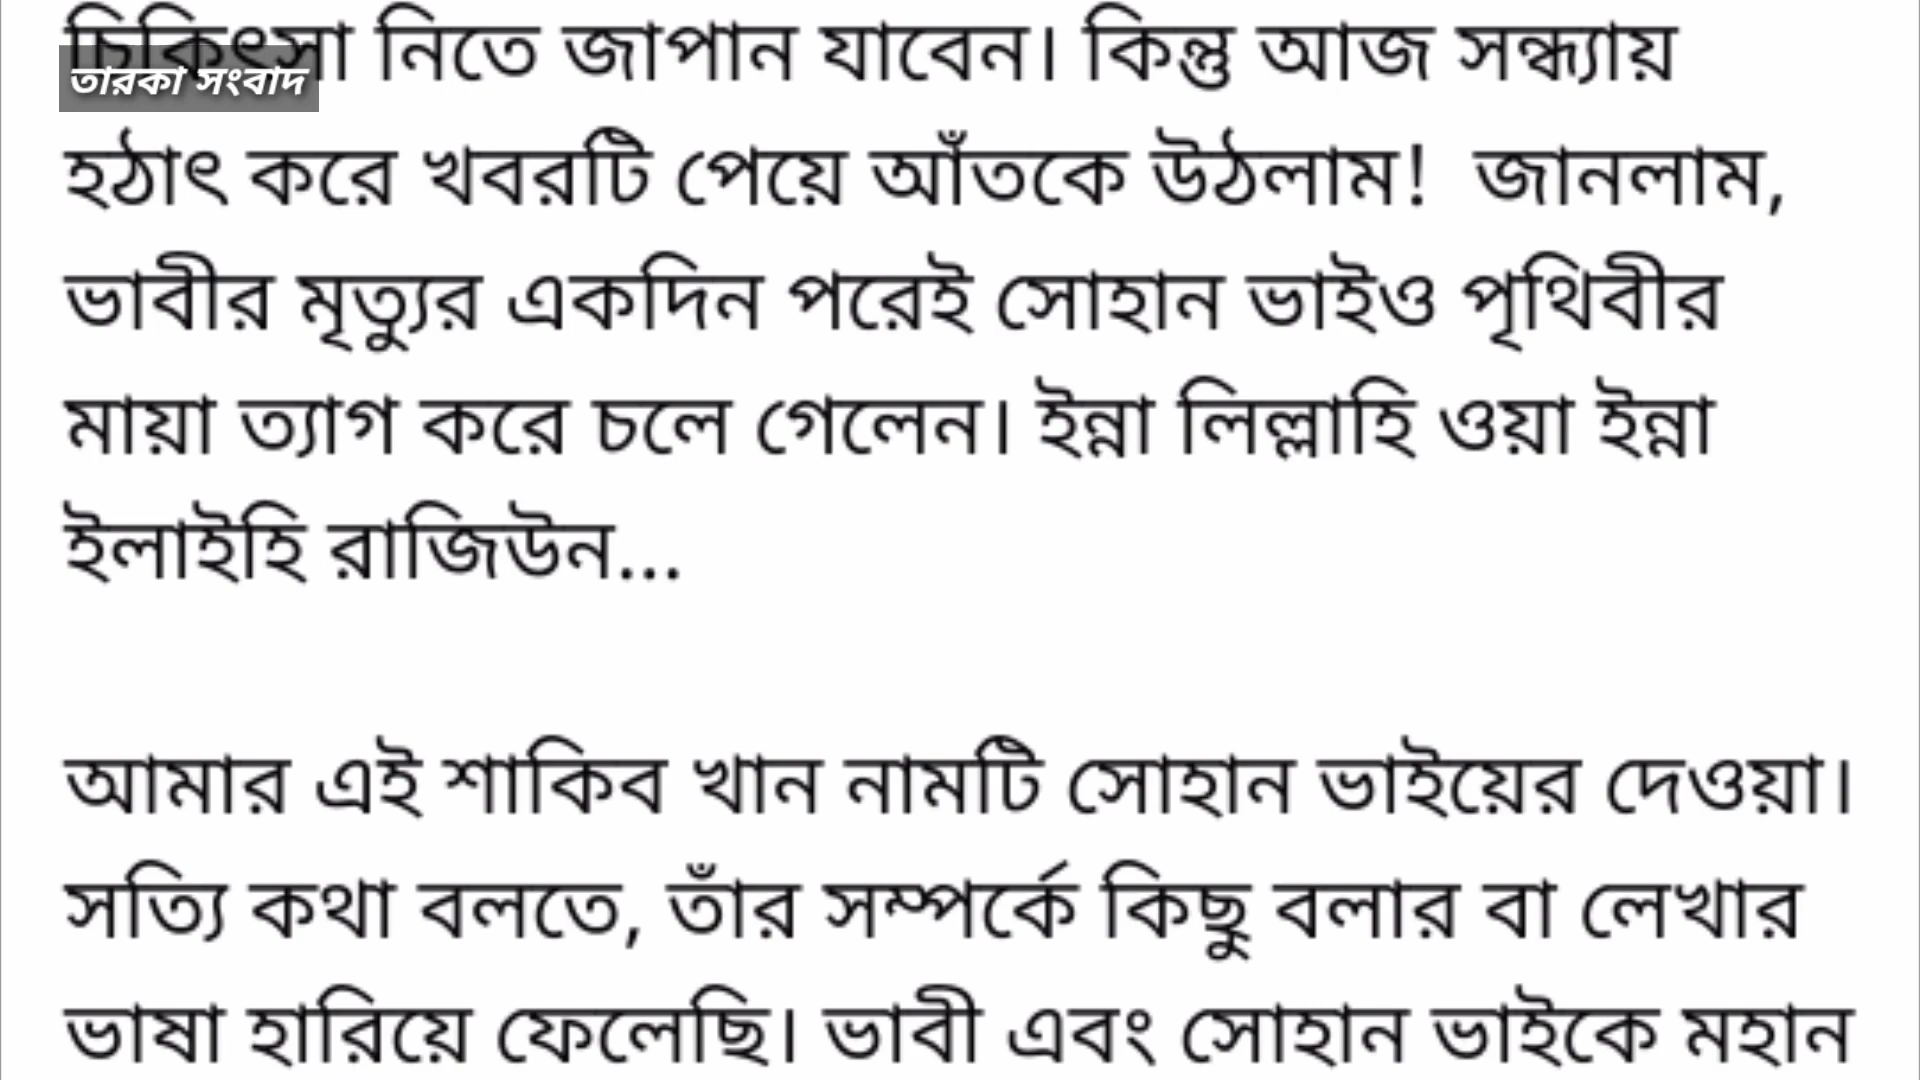 চিকিৎসা নিতে জাপান যাবেন। কিন্তু আজ সন্ধ্যায়
তারকা সংবাদ
হঠাৎ করে খবরটি পেয়ে আঁতকে উঠলাম! জানলাম,
ভাবীর মৃত্যুর একদিন পরেই সোহান ভাইও পৃথিবীর
মায়া ত্যাগ করে চলে গেলেন। ইন্না লিল্লাহি ওয়া ইন্না
ইলাইহি রাজিউন...
আমার এই শাকিব খান নামটি সোহান ভাইয়ের দেওয়া।
সত্যি কথা বলতে, তাঁর সম্পর্কে কিছু বলার বা লেখার
ভাষা হারিয়ে ফেলেছি। ভাবী এবং সোহান ভাইকে মহান